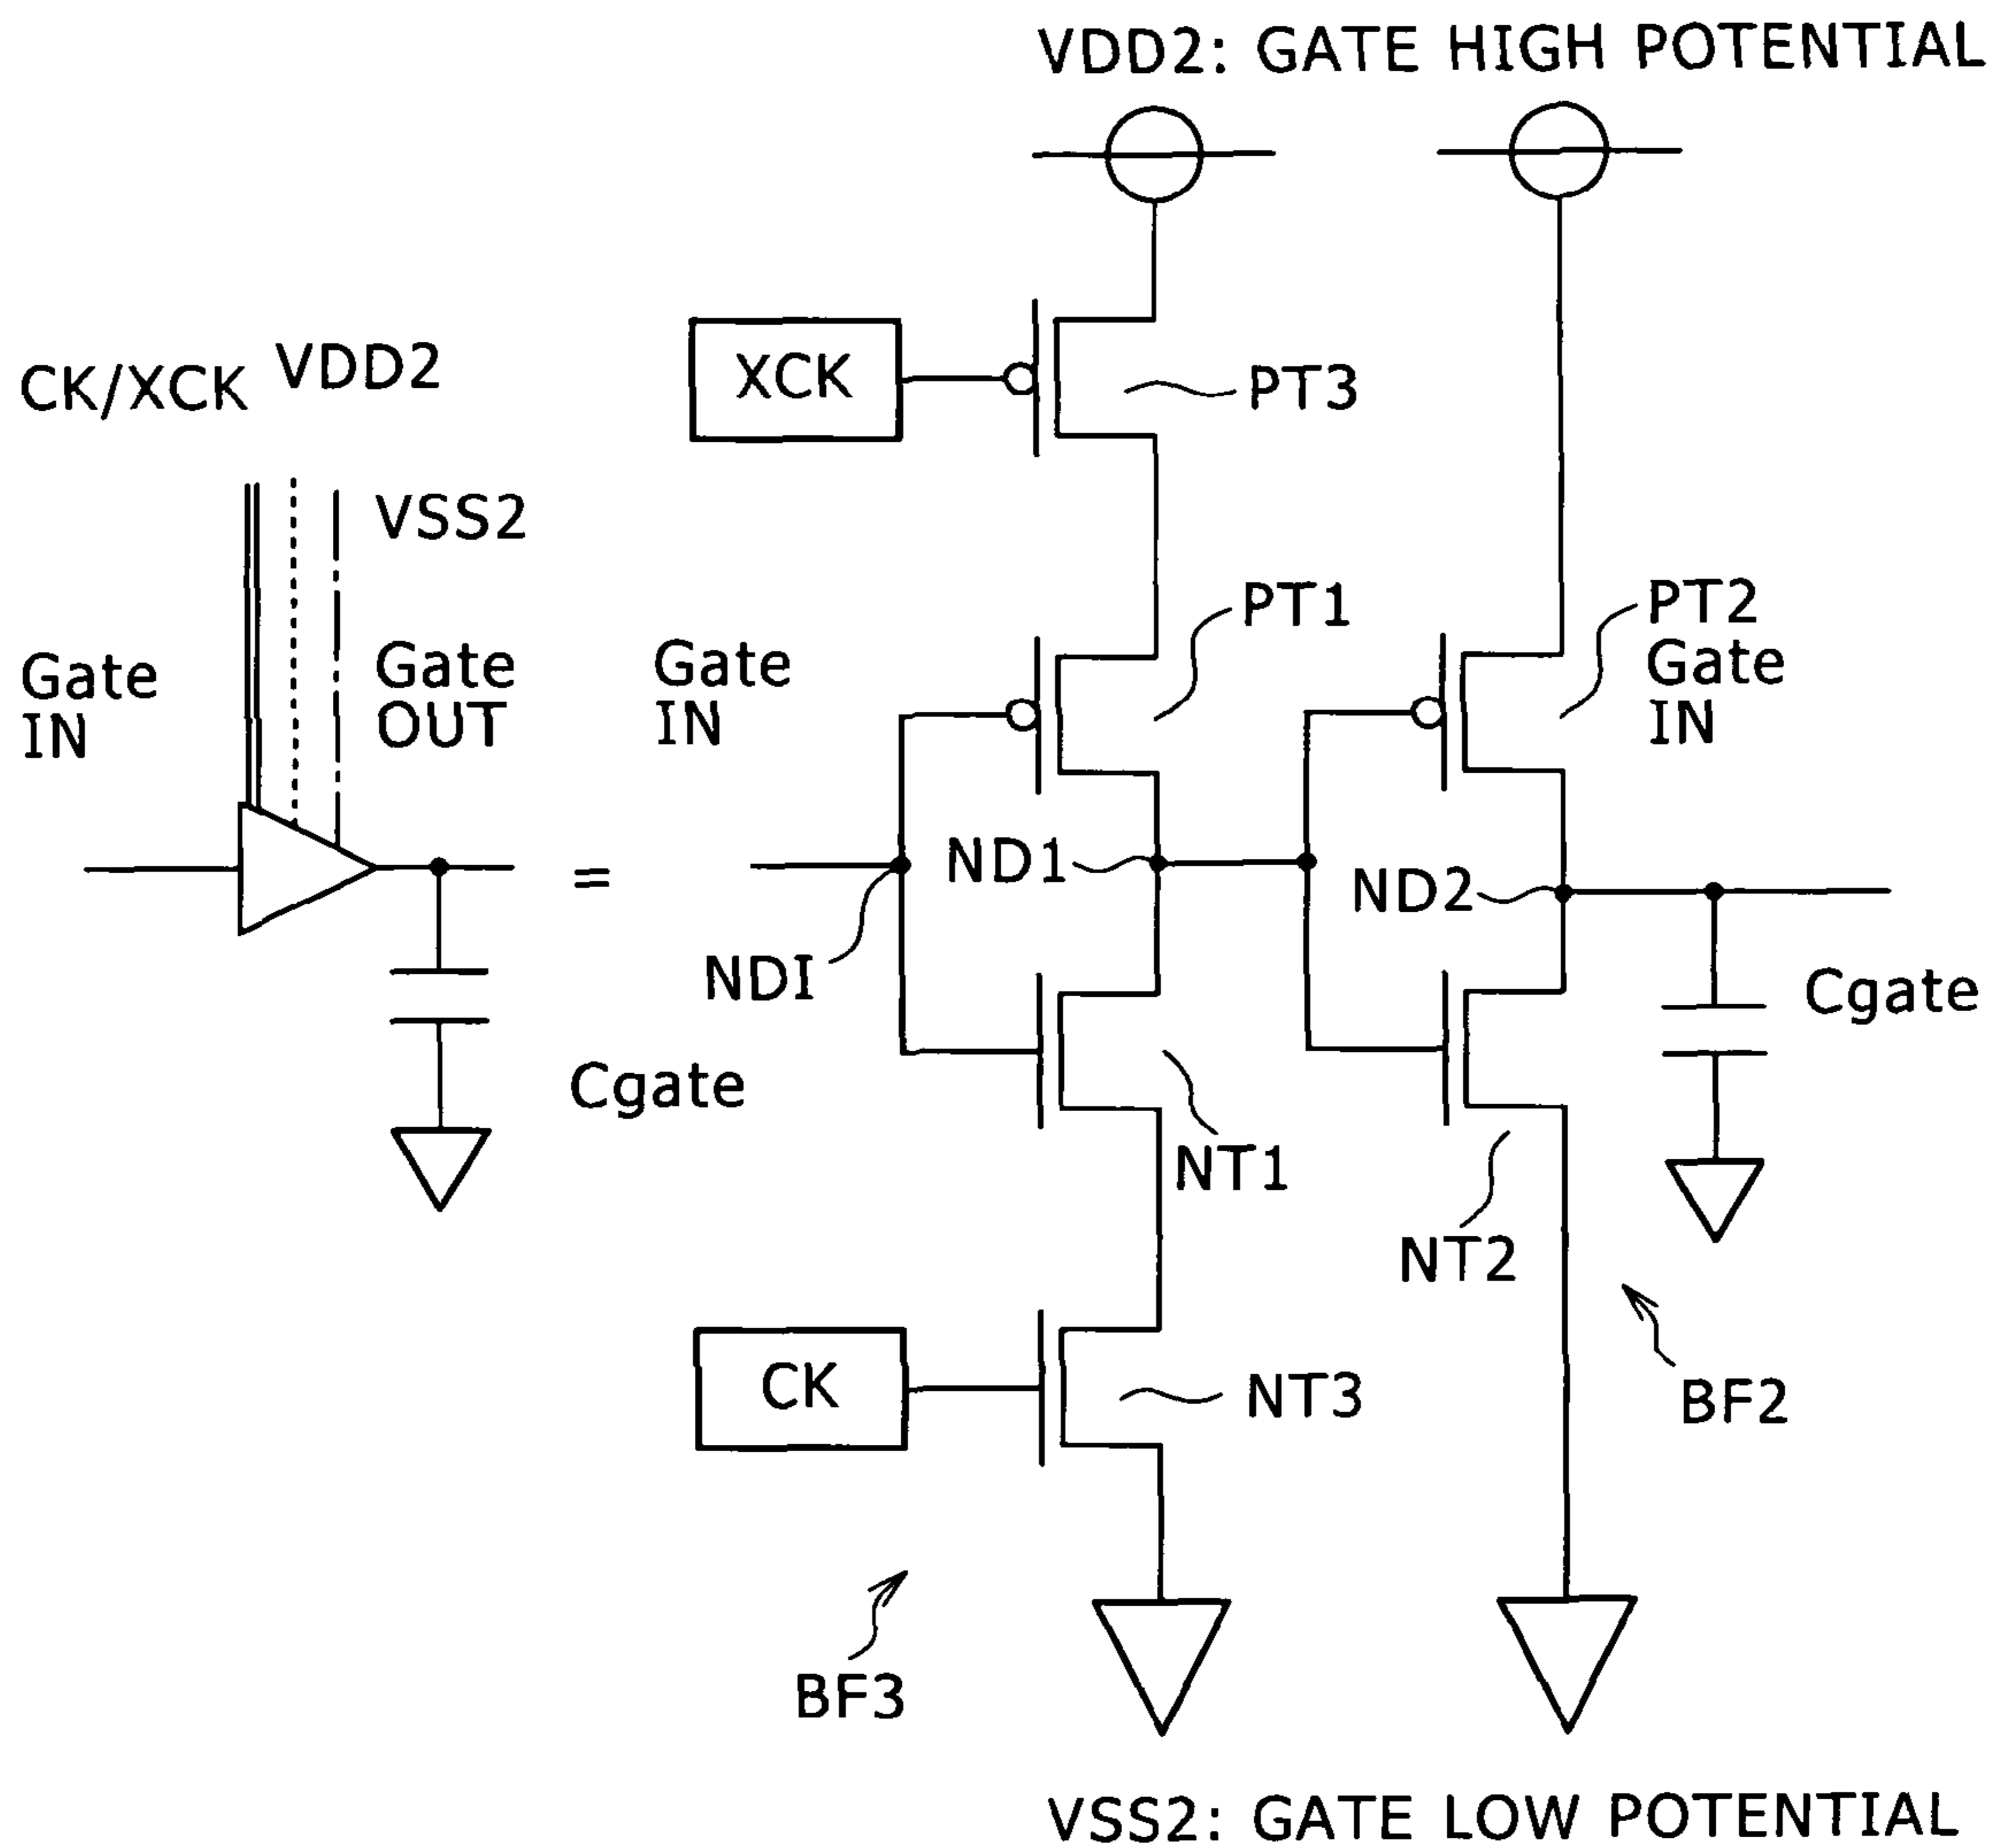 VDD2: GATE HIGH POTENTIAL
CK/XCK
VDD2
XCK
PT3
VSS2
PT1
PT2
Gate
IN
Gate
OUT
Gate
IN
Gate
IN
ND1
ND2
NDI
Cgate
Cgate
NT1
NT2
CK
NT3
BF2
BF3
=
VSS2: GATE LOW POTENTIAL